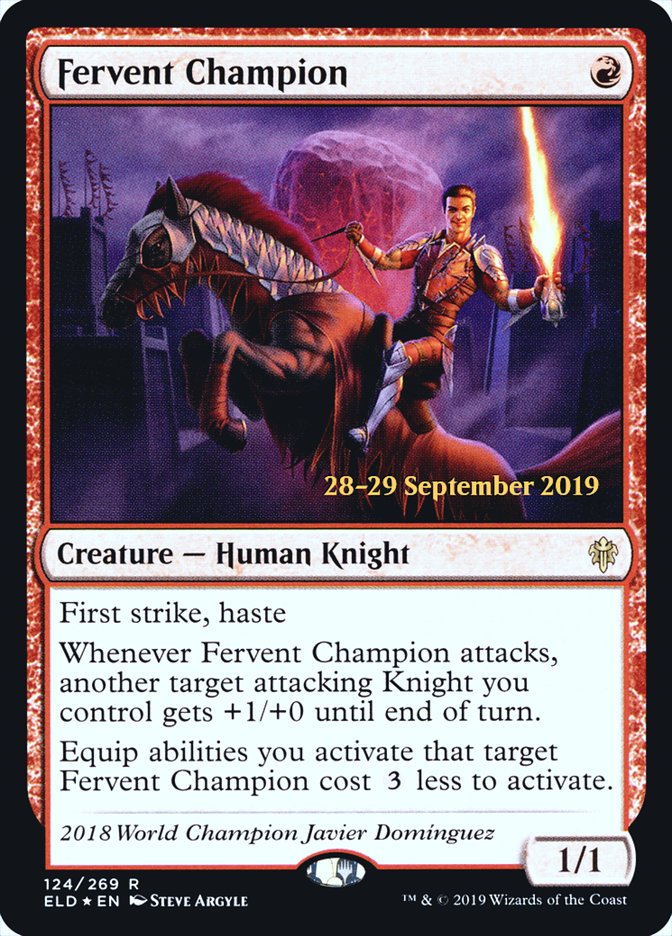 Fervent Champion
28–29 September 2019
Creature — Human Knight
First strike, haste
Whenever Fervent Champion attacks,
another target attacking Knight you
control gets +1/+0 until end of turn.
Equip abilities you activate that target
Fervent Champion cost 3 less to activate.
2018 World Champion Javier Domínguez
1/1
124/269 R
ELD ★ EN Steve Argyle
™ & © 2019 Wizards of the Coast